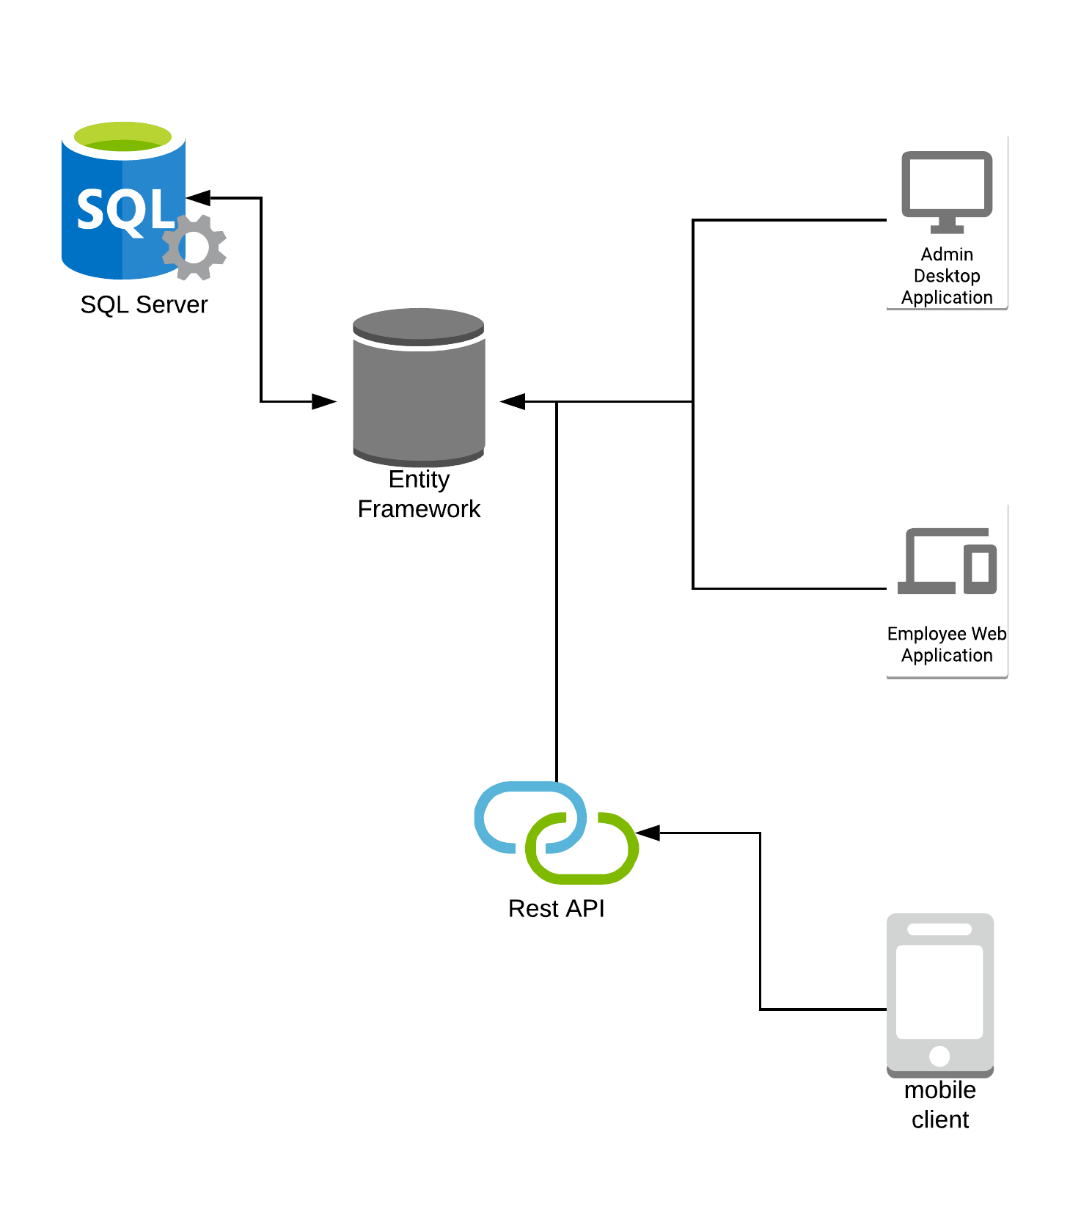 SQL
SQL Server
Admin
Desktop
Application
Entity
Framework
Employee Web
Application
Rest API
mobile
client